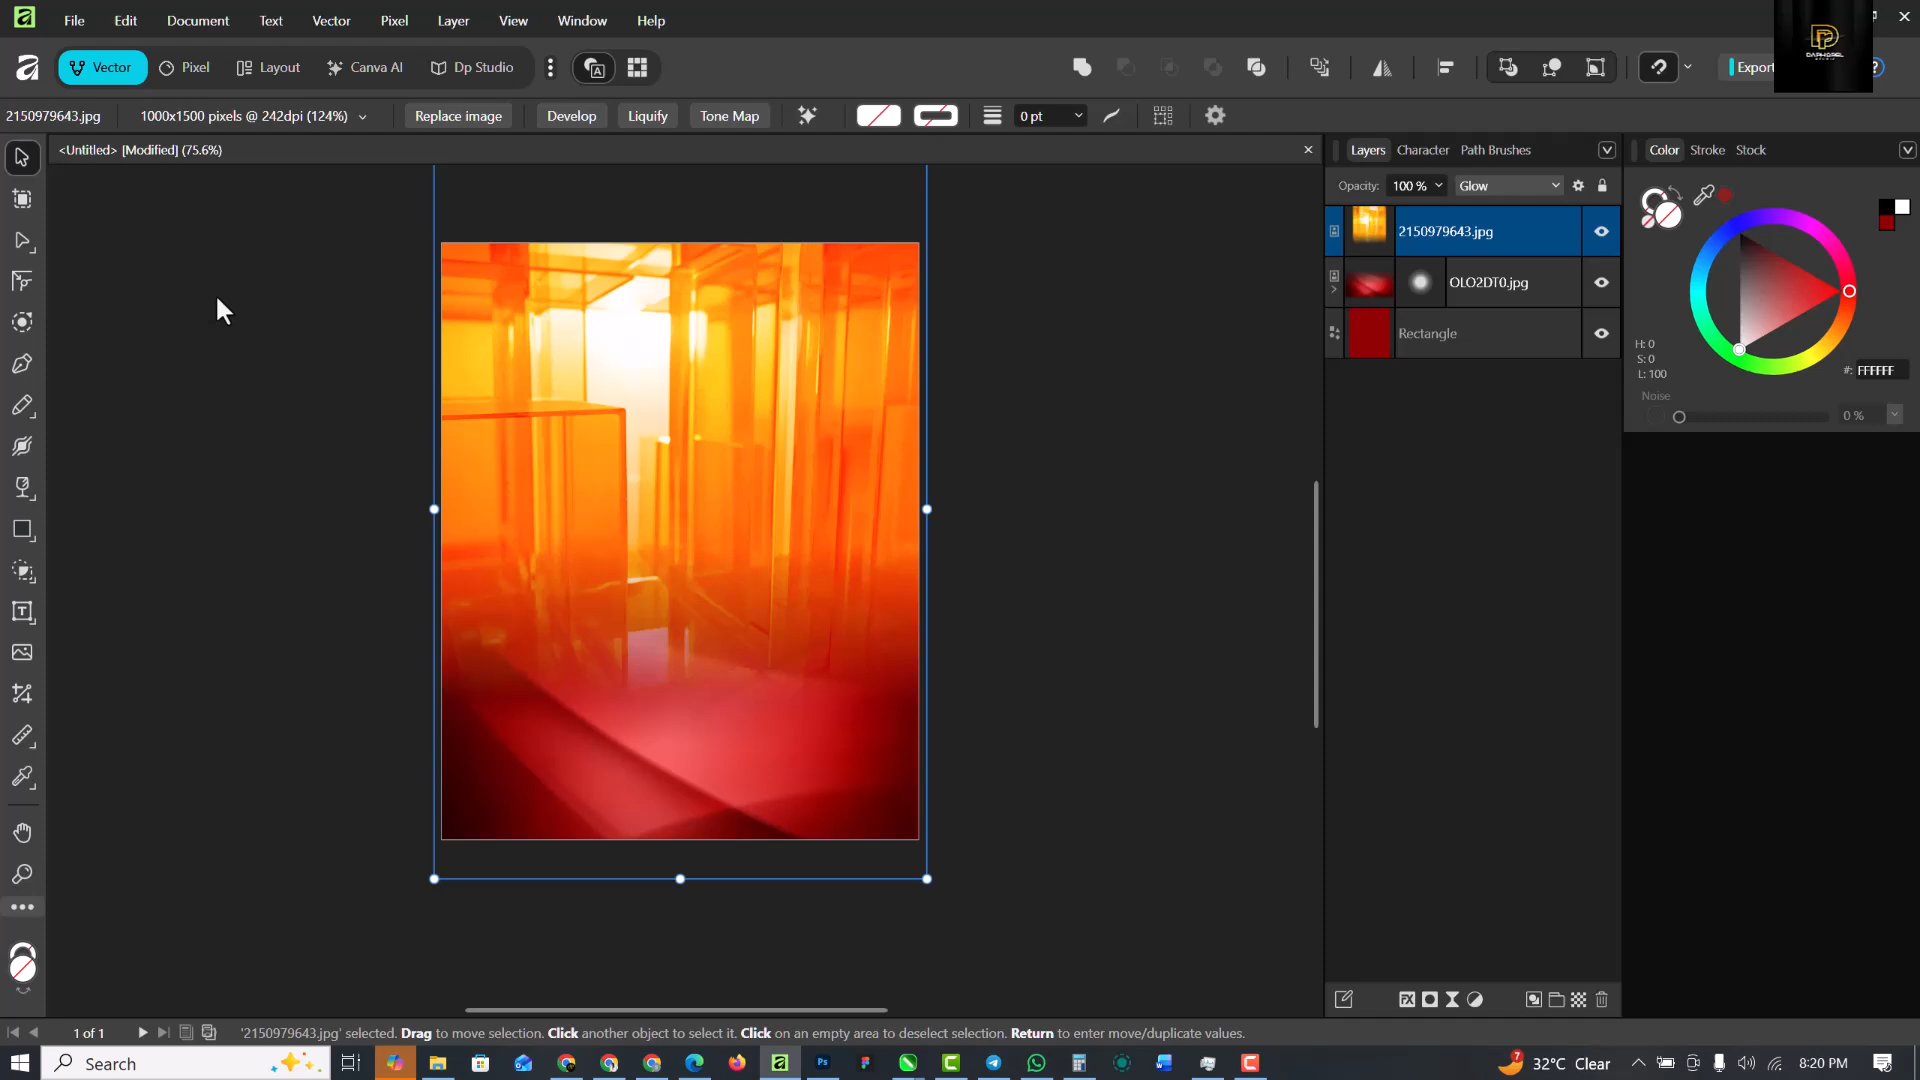 File Edit Document Text Vector Pixel Layer View Window Help
Vector Pixel Layout Canva AI Dp Studio Export
2150979643.jpg 1000x1500 pixels @ 242dpi (124%) Replace image Develop Liquify Tone Map 0 pt
<Untitled> [Modified] (75.6%)
Layers Character Path Brushes
Color Stroke Stock
Opacity: 100 % Glow
2150979643.jpg
OLO2DT0.jpg
Rectangle
H: 0
S: 0
L: 100
#: FFFFFF
Noise
0 %
1 of 1 '2150979643.jpg' selected. Drag to move selection. Click another object to select it. Click on an empty area to deselect selection. Return to enter move/duplicate values.
Search
7 32°C Clear 8:20 PM